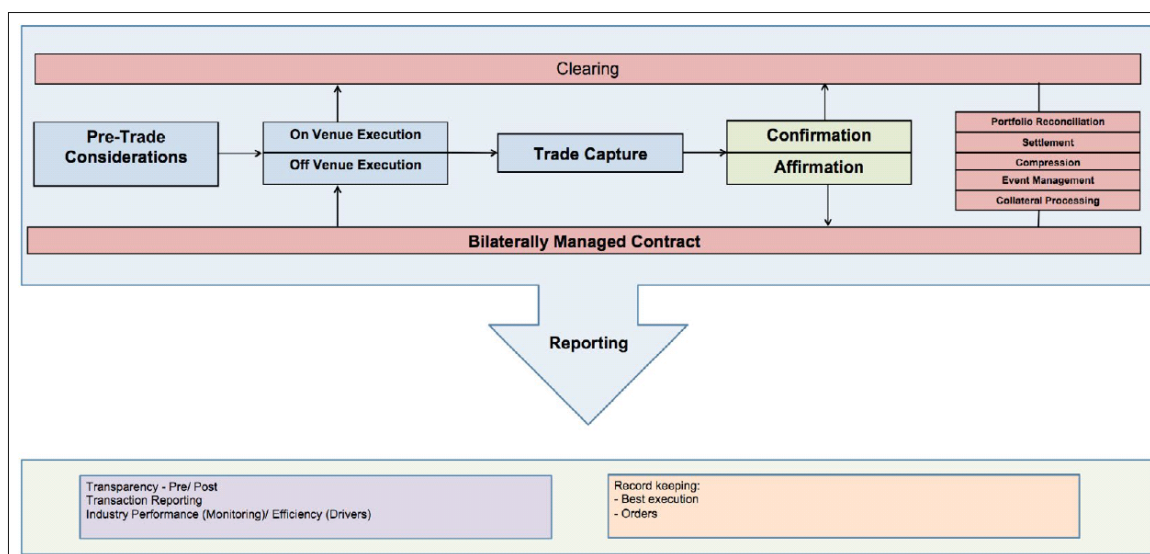 Clearing
Pre-Trade
Considerations
On Venue Execution
Off Venue Execution
Trade Capture
Confirmation
Affirmation
Portfolio Reconciliation
Settlement
Compression
Event Management
Collateral Processing
Bilaterally Managed Contract
Reporting
Transparency - Pre/ Post
Transaction Reporting
Industry Performance (Monitoring)/ Efficiency (Drivers)
Record keeping:
- Best execution
- Orders